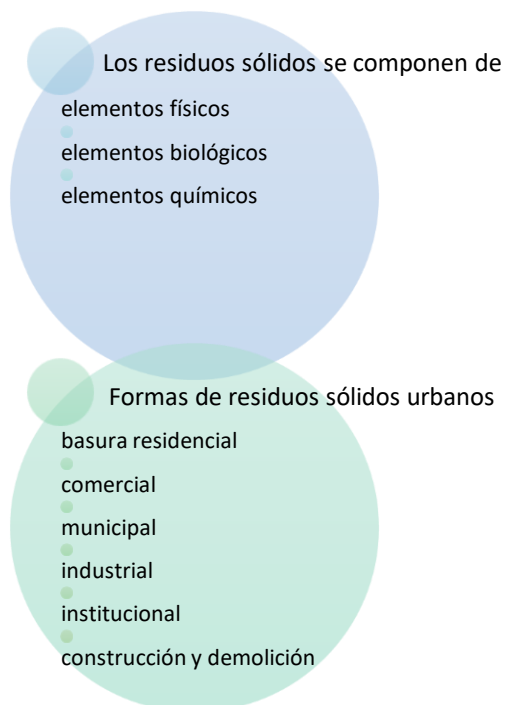 Los residuos sólidos se componen de
elementos físicos
elementos biológicos
elementos químicos
Formas de residuos sólidos urbanos
basura residencial
comercial
municipal
industrial
institucional
construcción y demolición